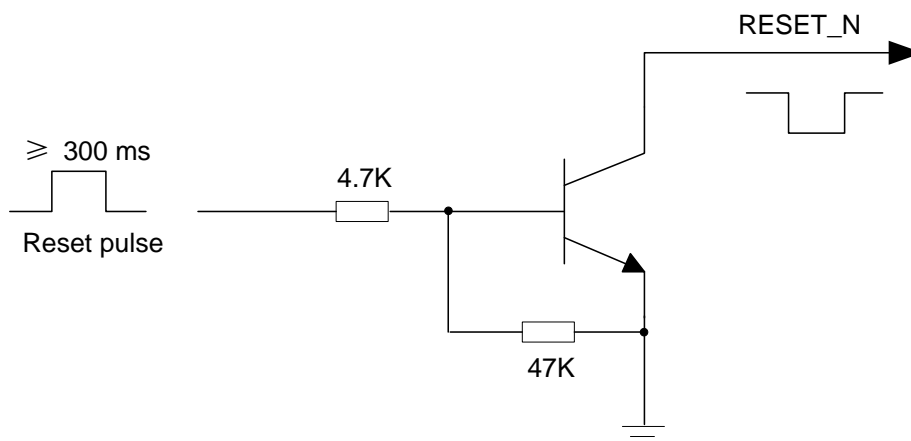 RESET_N
≥ 300 ms
4.7K
Reset pulse
47K